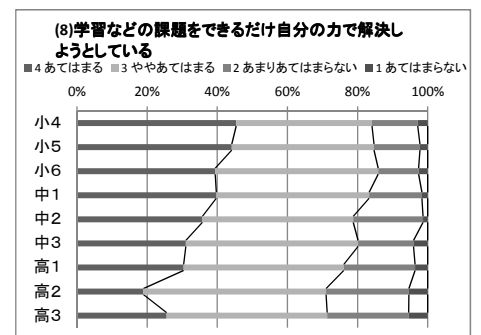 (8)学習などの課題をできるだけ自分の力で解決し
ようとしている
■4 あてはまる ■3 ややあてはまる ■2 あまりあてはまらない ■1 あてはまらない
0% 20% 40% 60% 80% 100%
小4
小5
小6
中1
中2
中3
高1
高2
高3